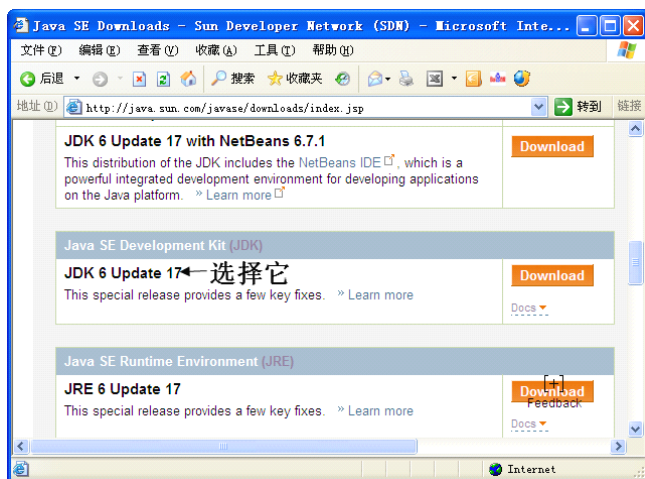 Java SE Downloads - Sun Developer Network (SDN) - Microsoft Inte...
文件(F) 编辑(E) 查看(V) 收藏(A) 工具(T) 帮助(H)
后退 搜索 收藏夹
地址(D) http://java.sun.com/javase/downloads/index.jsp 转到 链接
JDK 6 Update 17 with NetBeans 6.7.1
Download
This distribution of the JDK includes the NetBeans IDE, which is a
powerful integrated development environment for developing applications
on the Java platform. » Learn more
Java SE Development Kit (JDK)
JDK 6 Update 17←选择它
Download
This special release provides a few key fixes. » Learn more
Docs
Java SE Runtime Environment (JRE)
JRE 6 Update 17
Download
[+]
Feedback
This special release provides a few key fixes. » Learn more
Docs
Internet